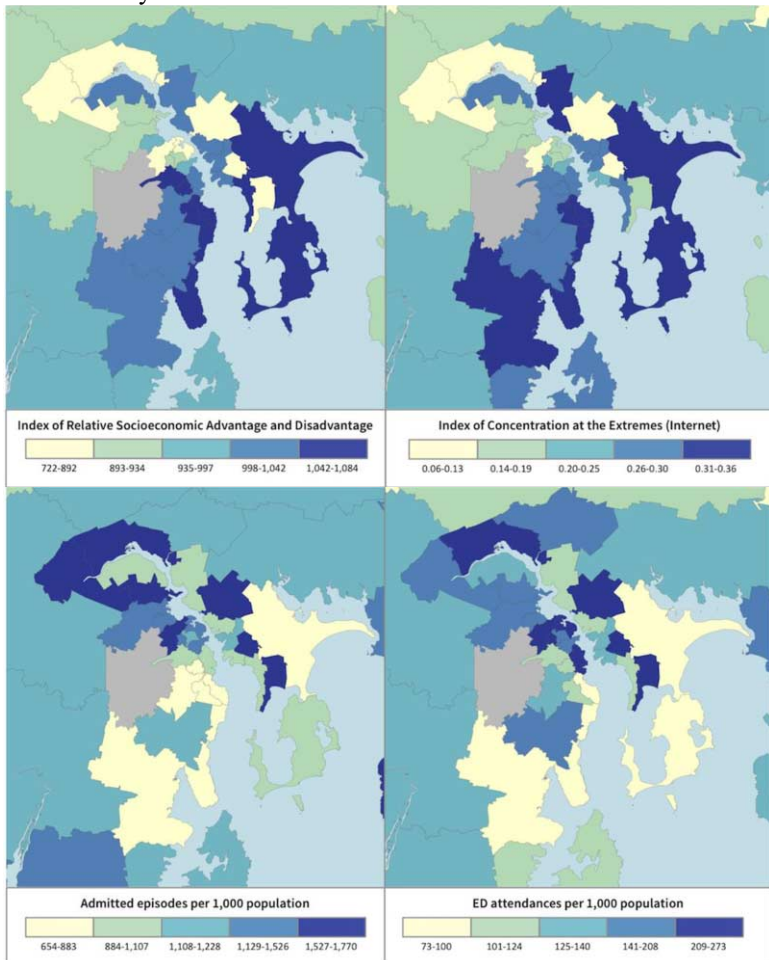 Index of Relative Socioeconomic Advantage and Disadvantage
722-892 893-934 935-997 998-1,042 1,042-1,084
Index of Concentration at the Extremes (Internet)
0.06-0.13 0.14-0.19 0.20-0.25 0.26-0.30 0.31-0.36
Admitted episodes per 1,000 population
654-883 884-1,107 1,108-1,228 1,129-1,526 1,527-1,770
ED attendances per 1,000 population
73-100 101-124 125-140 141-208 209-273